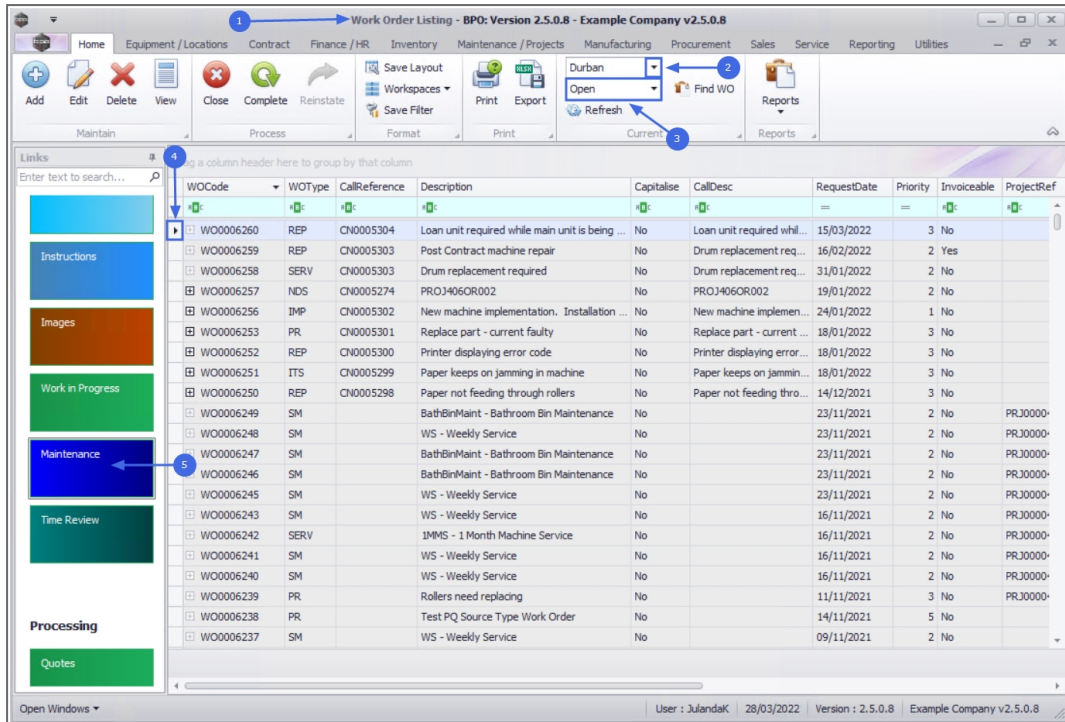 1
Work Order Listing - BPO: Version 2.5.0.8 - Example Company v2.5.0.8
Home Equipment / Locations Contract Finance / HR Inventory Maintenance / Projects Manufacturing Procurement Sales Service Reporting Utilities
Add Edit Delete View
Maintain
Close Complete Reinstate
Process
Save Layout
Workspaces
Save Filter
Format
Print
XLSX
Export
Print
Durban
2
Open
Find WO
Refresh
3
Current
Reports
Reports
Links
Enter text to search...
Instructions
Images
Work in Progress
Maintenance
5
Time Review
Processing
Quotes
4
a column header here to group by that column
WOCode WOType CallReference Description Capitalise CallDesc RequestDate Priority Invoiceable ProjectRef
WO0006260 REP CN0005304 Loan unit required while main unit is being ... No Loan unit required whil... 15/03/2022 3 No
WO0006259 REP CN0005303 Post Contract machine repair No Drum replacement req... 16/02/2022 2 Yes
WO0006258 SERV CN0005303 Drum replacement required No Drum replacement req... 31/01/2022 2 No
WO0006257 NDS CN0005274 PROJ406OR002 No PROJ406OR002 19/01/2022 2 No
WO0006256 IMP CN0005302 New machine implementation. Installation ... No New machine implemen... 24/01/2022 1 No
WO0006253 PR CN0005301 Replace part - current faulty No Replace part - current ... 18/01/2022 3 No
WO0006252 REP CN0005300 Printer displaying error code No Printer displaying error... 18/01/2022 3 No
WO0006251 ITS CN0005299 Paper keeps on jamming in machine No Paper keeps on jammin... 18/01/2022 3 No
WO0006250 REP CN0005298 Paper not feeding through rollers No Paper not feeding thro... 14/12/2021 3 No
WO0006249 SM BathBinMaint - Bathroom Bin Maintenance No 23/11/2021 2 No PRJ0000
WO0006248 SM WS - Weekly Service No 23/11/2021 2 No PRJ0000
WO0006247 SM BathBinMaint - Bathroom Bin Maintenance No 23/11/2021 2 No PRJ0000
WO0006246 SM BathBinMaint - Bathroom Bin Maintenance No 23/11/2021 2 No PRJ0000
WO0006245 SM WS - Weekly Service No 23/11/2021 2 No PRJ0000
WO0006243 SM WS - Weekly Service No 16/11/2021 2 No PRJ0000
WO0006242 SERV 1MMS - 1 Month Machine Service No 16/11/2021 2 No PRJ0000
WO0006241 SM WS - Weekly Service No 16/11/2021 2 No PRJ0000
WO0006240 SM WS - Weekly Service No 16/11/2021 2 No PRJ0000
WO0006239 PR Rollers need replacing No 11/11/2021 3 No PRJ0000
WO0006238 PR Test PQ Source Type Work Order No 14/11/2021 5 No
WO0006237 SM WS - Weekly Service No 09/11/2021 2 No
Open Windows User : JulandaK 28/03/2022 Version : 2.5.0.8 Example Company v2.5.0.8